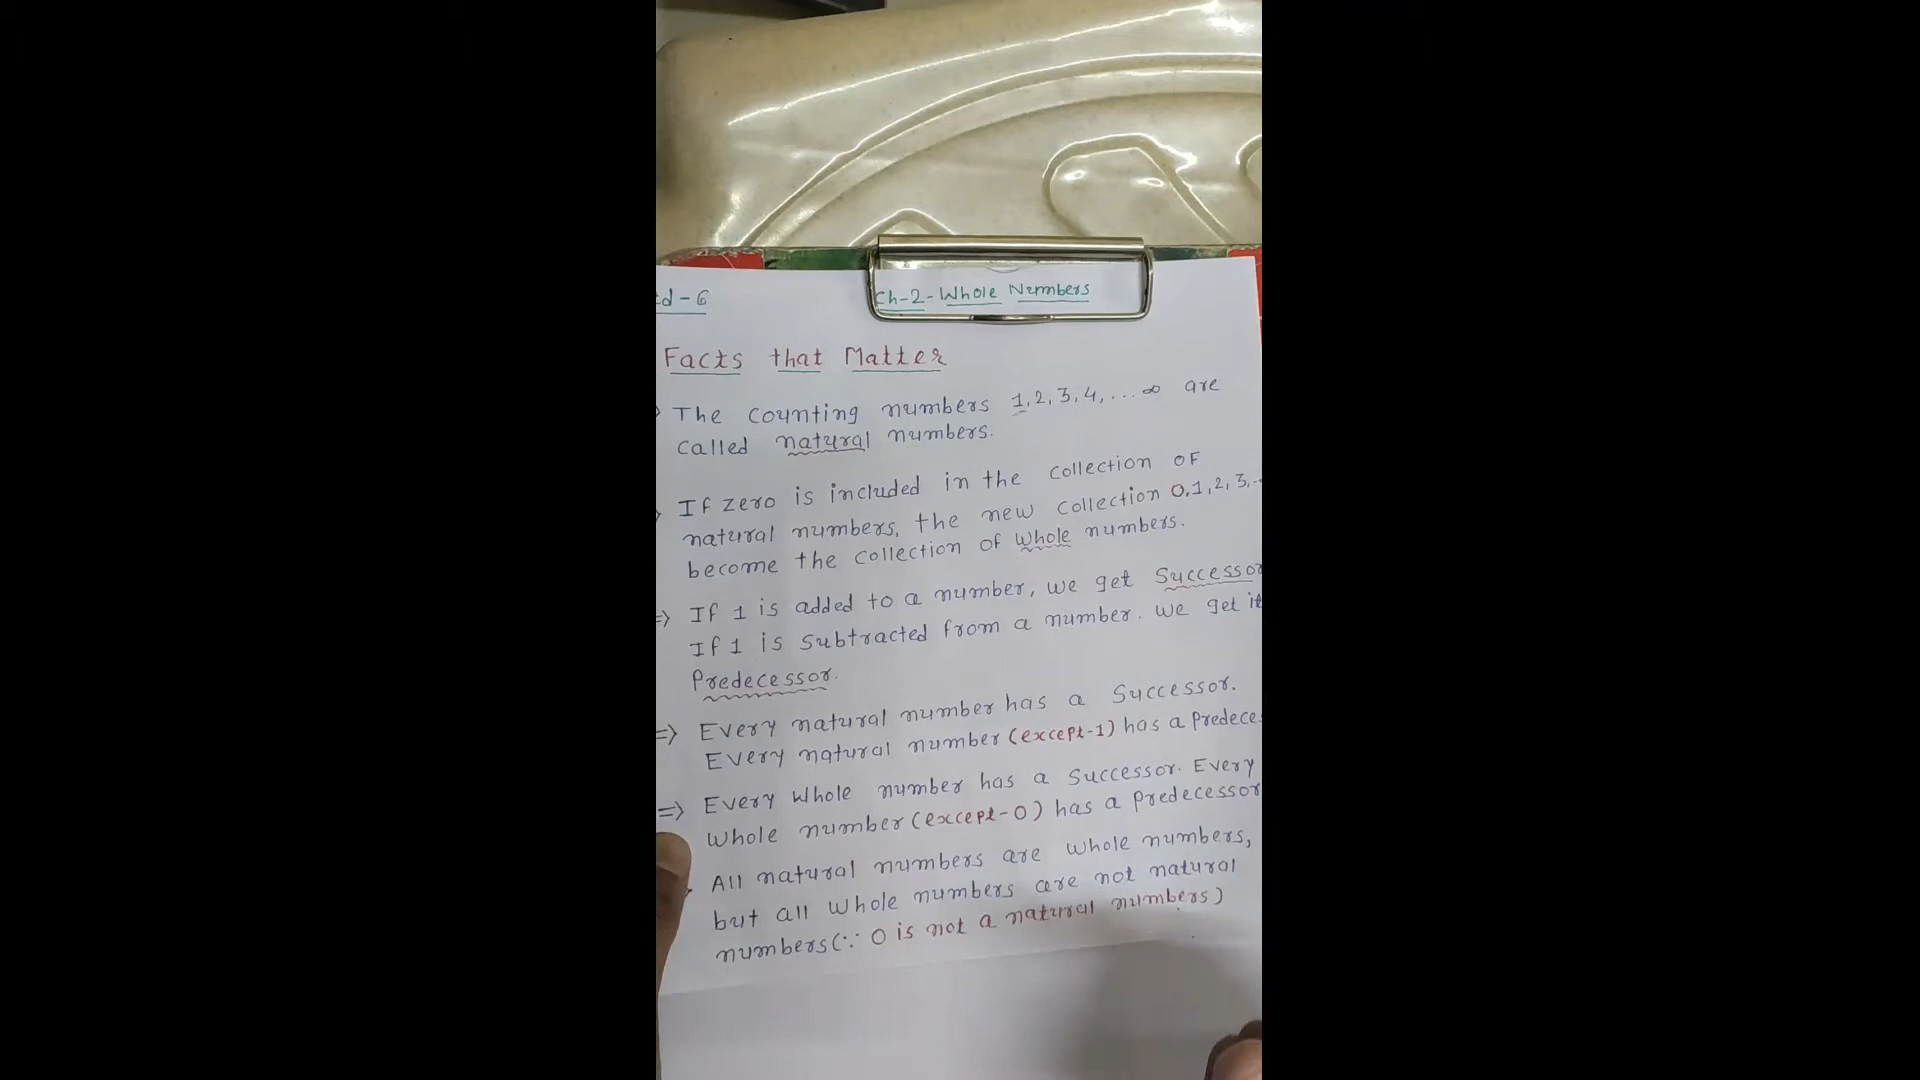 d-6
Ch-2-Whole Numbers
Facts that Matter
The counting numbers 1, 2, 3, 4, ... ∞ are
called natural numbers.
If zero is included in the collection of
natural numbers, the new collection 0, 1, 2, 3, ..
become the collection of whole numbers.
=> If 1 is added to a number, we get Successor
If 1 is subtracted from a number. we get it
Predecessor.
=> Every natural number has a Successor.
Every natural number (except-1) has a predece
=> Every whole number has a Successor. Every
whole number (except-0) has a predecessor
All natural numbers are whole numbers,
but all whole numbers are not natural
numbers (∵ 0 is not a natural numbers)